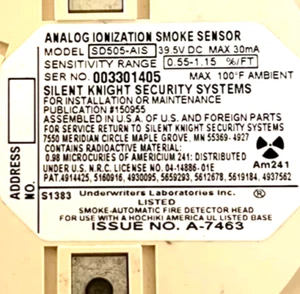 ANALOG IONIZATION SMOKE SENSOR
MODEL SD505-AIS 39.5V DC MAX 30mA
SENSITIVITY RANGE 0.55-1.15 %/FT
SER NO. 003301405 MAX 100°F AMBIENT
SILENT KNIGHT SECURITY SYSTEMS
FOR INSTALLATION OR MAINTENANCE
PUBLICATION #150955
ASSEMBLED IN U.S.A. OF U.S. AND FOREIGN PARTS
FOR SERVICE RETURN TO SILENT KNIGHT SECURITY SYSTEMS
7550 MERIDIAN CIRCLE MAPLE GROVE, MN 55369-4927
CONTAINS RADIOACTIVE MATERIAL:
0.98 MICROCURIES OF AMERICIUM 241: DISTRIBUTED
UNDER U.S. N.R.C. LICENSE NO. 04-14886-01E
PAT. 4914425, 5160916, 4930095, 5659293, 5612678, 5619184, 4937562
Am241
ADDRESS NO.
S1383 Underwriters Laboratories Inc. ®
LISTED
SMOKE-AUTOMATIC FIRE DETECTOR HEAD
FOR USE WITH A HOCHIKI AMERICA UL LISTED BASE
ISSUE NO. A-7463